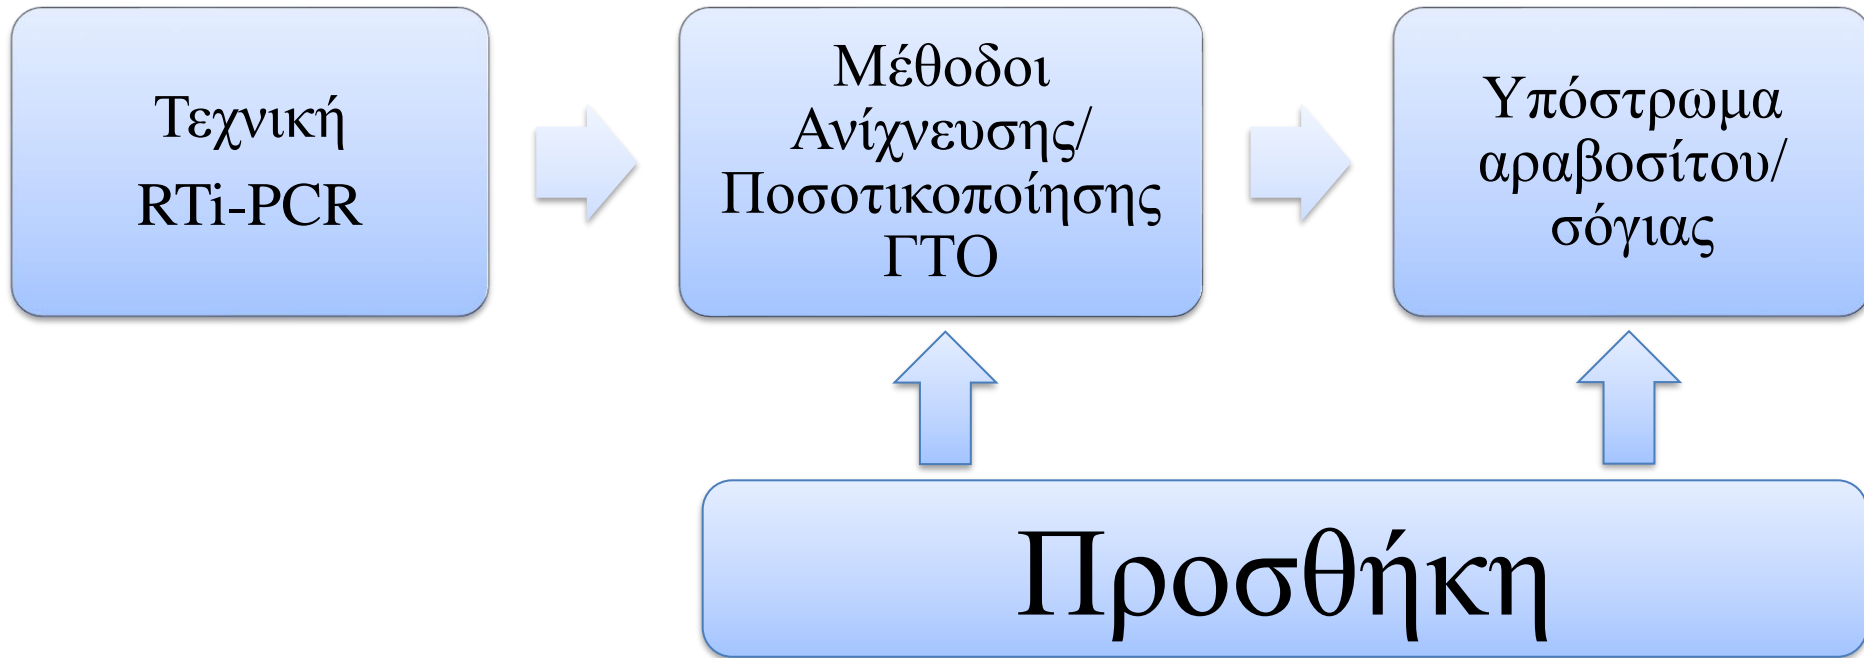 Τεχνική
RTi-PCR
Μέθοδοι
Ανίχνευσης/
Ποσοτικοποίησης
ΓΤΟ
Υπόστρωμα
αραβοσίτου/
σόγιας
Προσθήκη